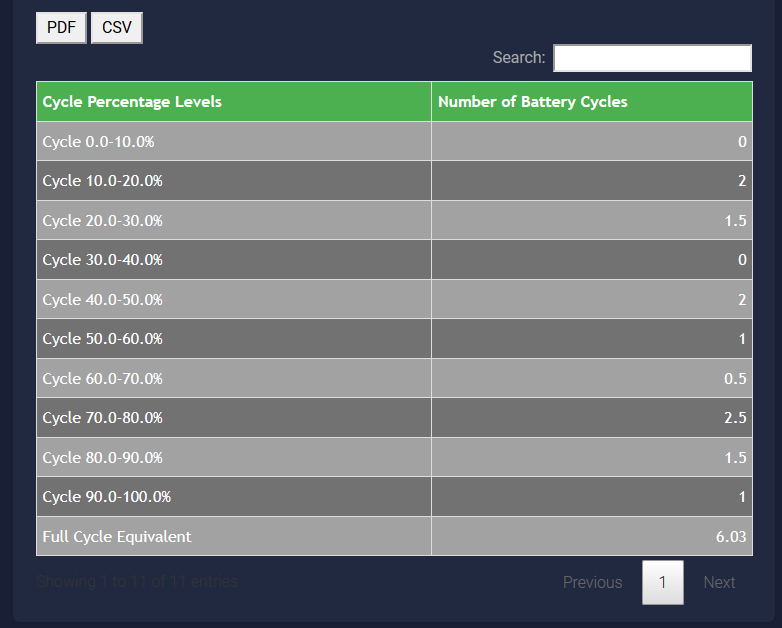 PDF CSV
Search:
Cycle Percentage Levels Number of Battery Cycles
Cycle 0.0-10.0% 0
Cycle 10.0-20.0% 2
Cycle 20.0-30.0% 1.5
Cycle 30.0-40.0% 0
Cycle 40.0-50.0% 2
Cycle 50.0-60.0% 1
Cycle 60.0-70.0% 0.5
Cycle 70.0-80.0% 2.5
Cycle 80.0-90.0% 1.5
Cycle 90.0-100.0% 1
Full Cycle Equivalent 6.03
Showing 1 to 11 of 11 entries Previous 1 Next